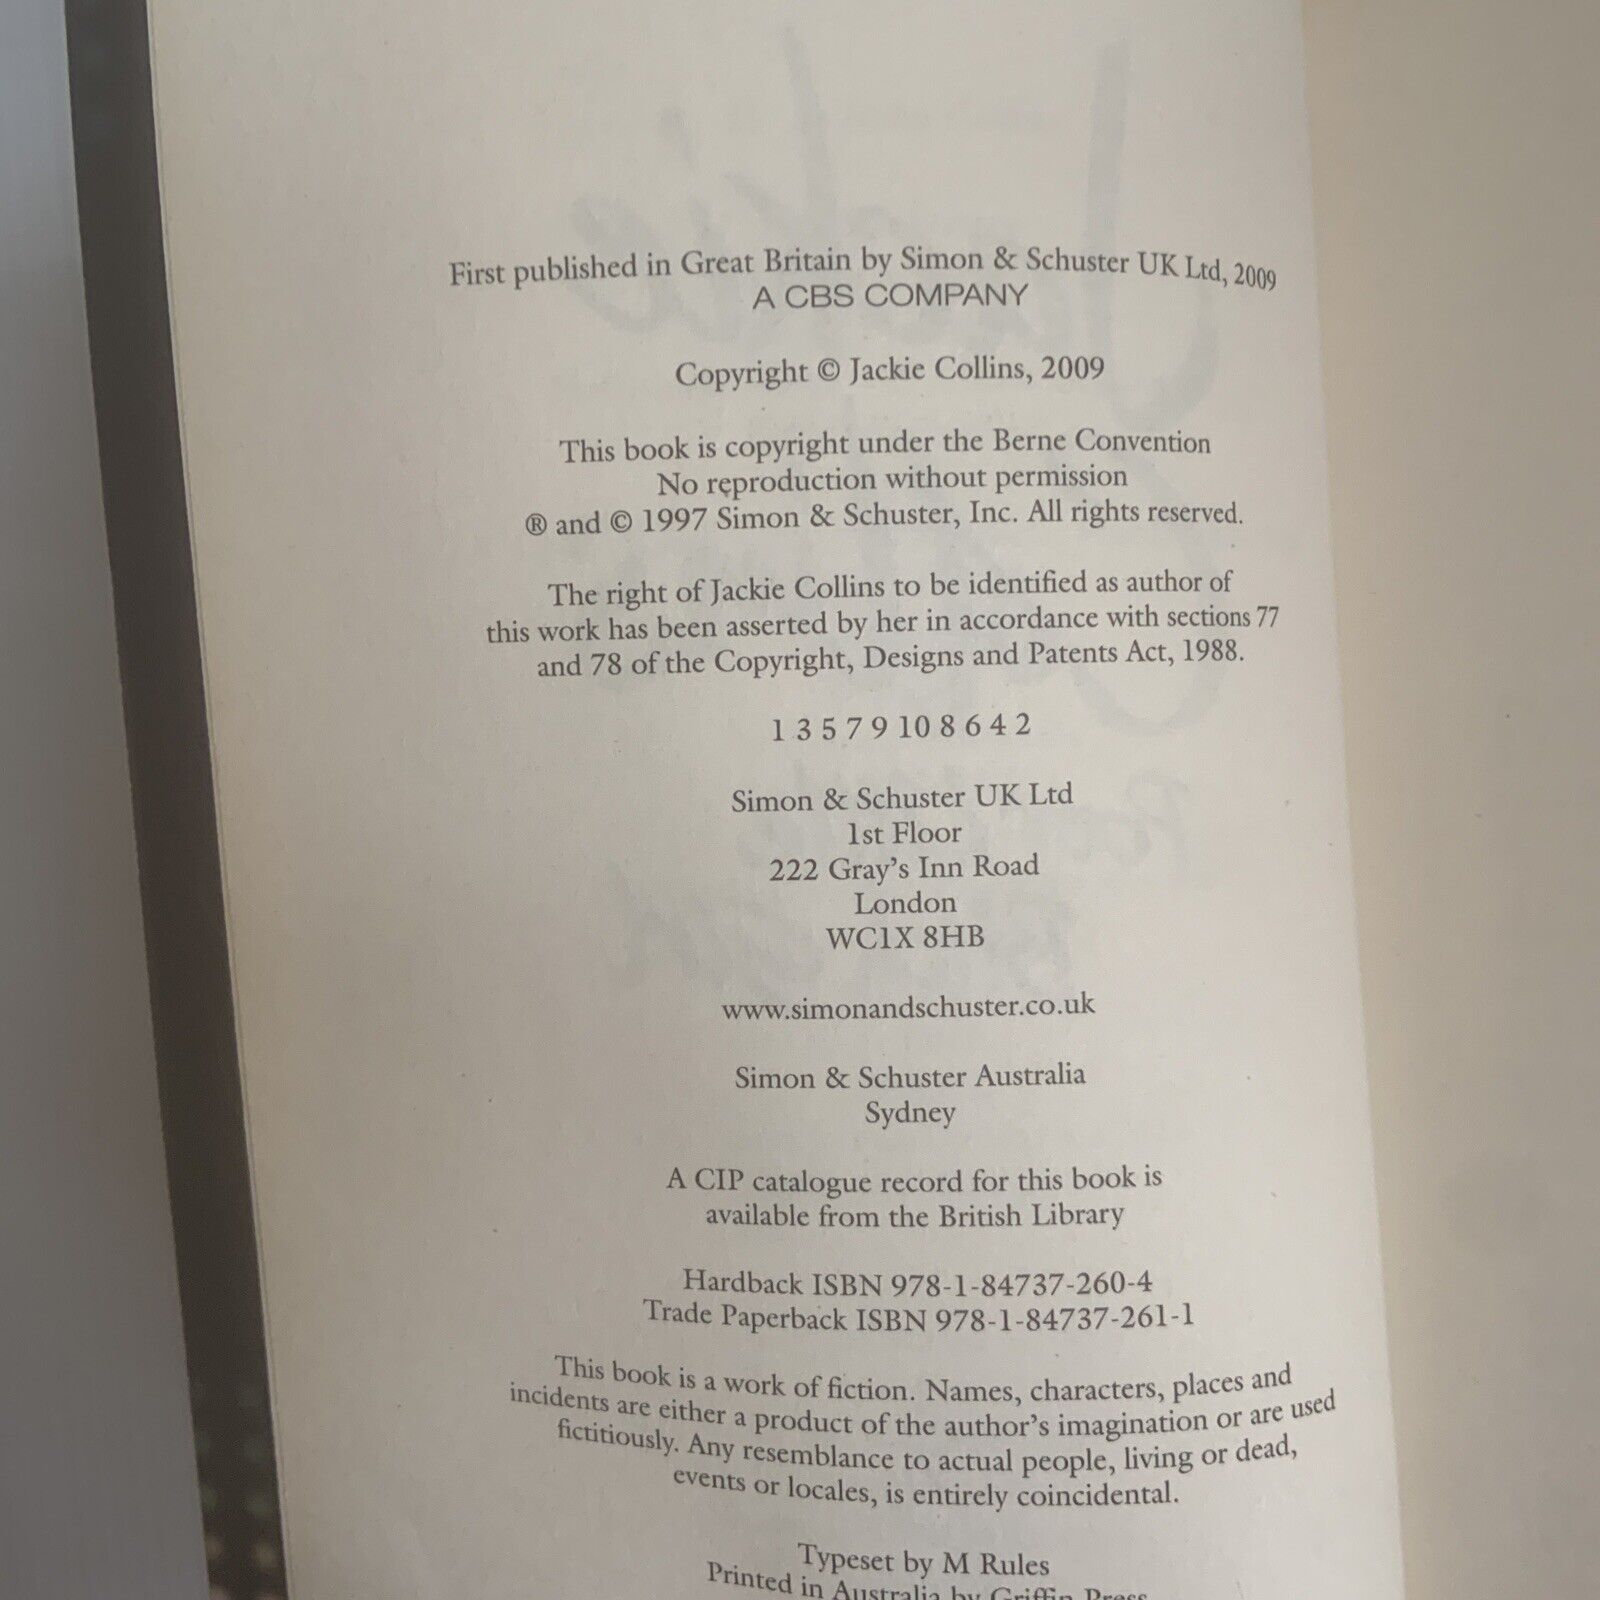 First published in Great Britain by Simon & Schuster UK Ltd, 2009
A CBS COMPANY
Copyright © Jackie Collins, 2009
This book is copyright under the Berne Convention
No reproduction without permission
® and © 1997 Simon & Schuster, Inc. All rights reserved.
The right of Jackie Collins to be identified as author of
this work has been asserted by her in accordance with sections 77
and 78 of the Copyright, Designs and Patents Act, 1988.
1 3 5 7 9 10 8 6 4 2
Simon & Schuster UK Ltd
1st Floor
222 Gray's Inn Road
London
WC1X 8HB
www.simonandschuster.co.uk
Simon & Schuster Australia
Sydney
A CIP catalogue record for this book is
available from the British Library
Hardback ISBN 978-1-84737-260-4
Trade Paperback ISBN 978-1-84737-261-1
This book is a work of fiction. Names, characters, places and
incidents are either a product of the author's imagination or are used
fictitiously. Any resemblance to actual people, living or dead,
events or locales, is entirely coincidental.
Typeset by M Rules
Printed in Australia by Griffin Press